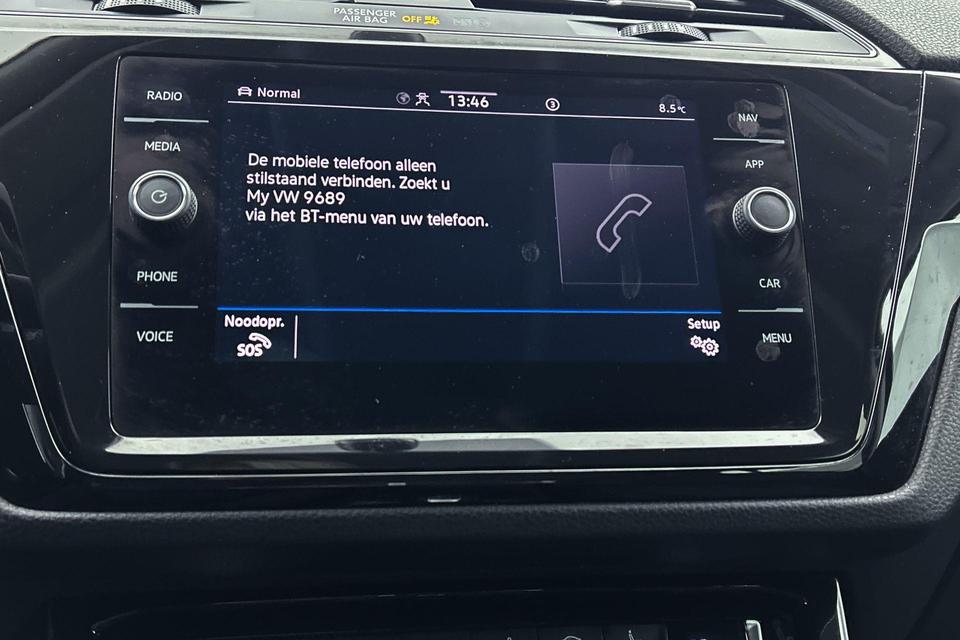 PASSENGER
AIR BAG OFF
RADIO
MEDIA
PHONE
VOICE
Normal
13:46
3
8.5°C
De mobiele telefoon alleen
stilstaand verbinden. Zoekt u
My VW 9689
via het BT-menu van uw telefoon.
Noodopr.
SOS
Setup
NAV
APP
CAR
MENU